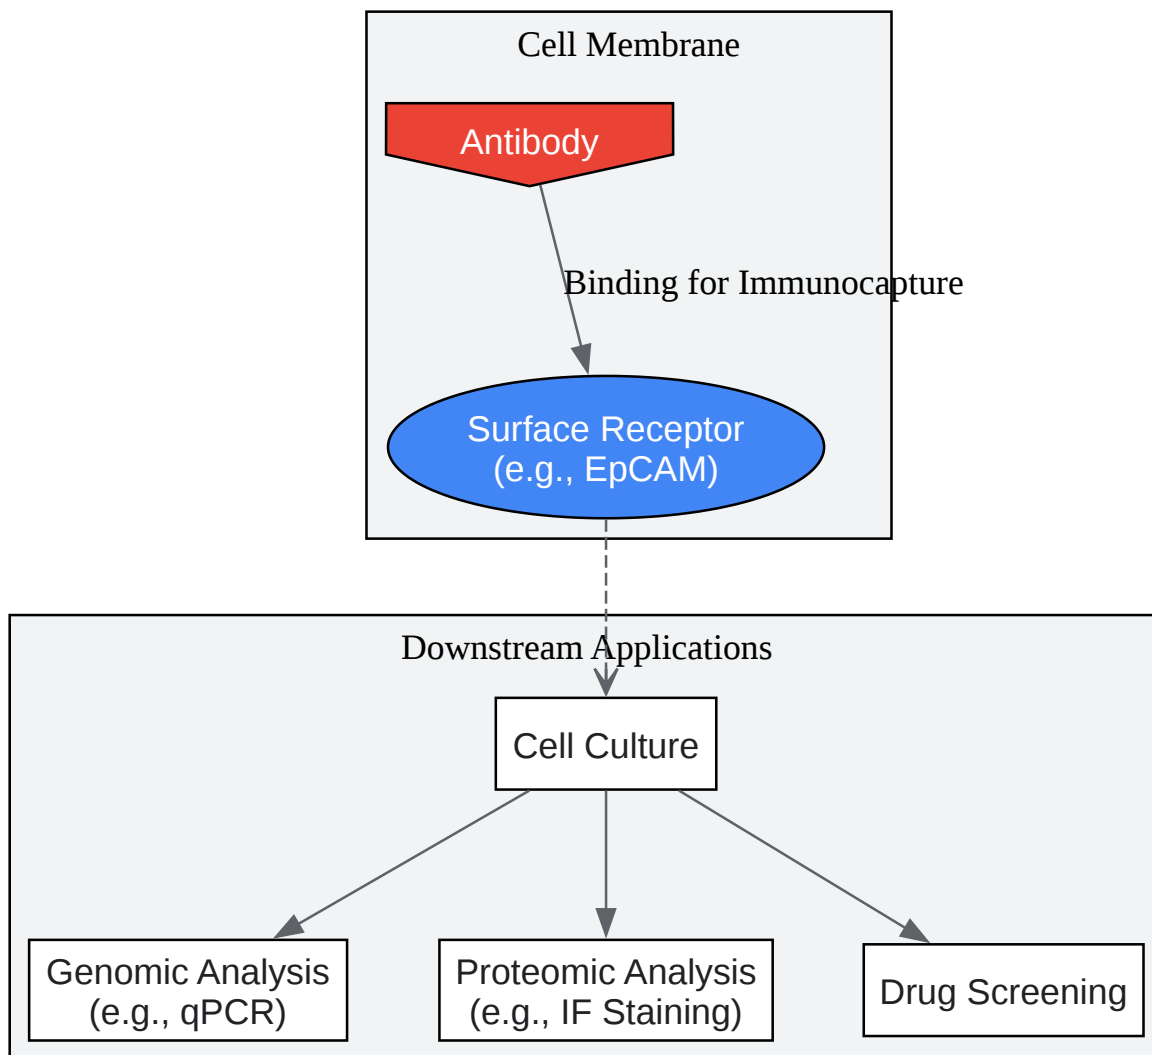 Cell Membrane
Antibody
Binding for Immunocapture
Surface Receptor
(e.g., EpCAM)
Downstream Applications
Cell Culture
Genomic Analysis
(e.g., qPCR)
Proteomic Analysis
(e.g., IF Staining)
Drug Screening